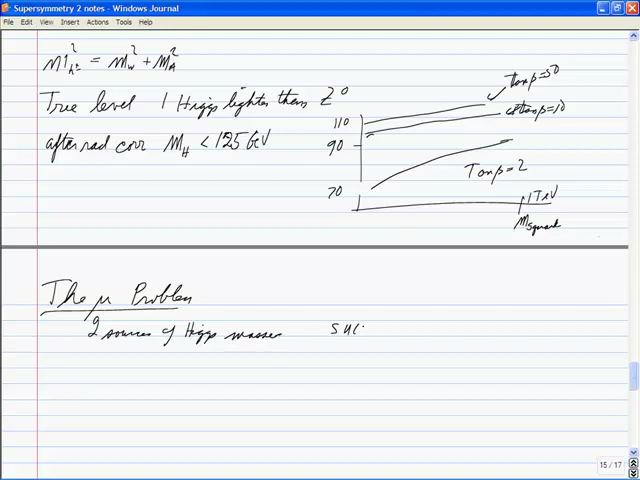 Supersymmetry 2 notes - Windows Journal
File Edit View Insert Actions Tools Help
m²h± = m²w + m²A
True level 1 Higgs lighter then Z⁰
after rad corr MH < 125 GeV
tanβ=50
tanβ=10
110
90
Tanβ=2
70
1TeV
Msquark
The μ Problem
2 sources of Higgs masses
15 / 17